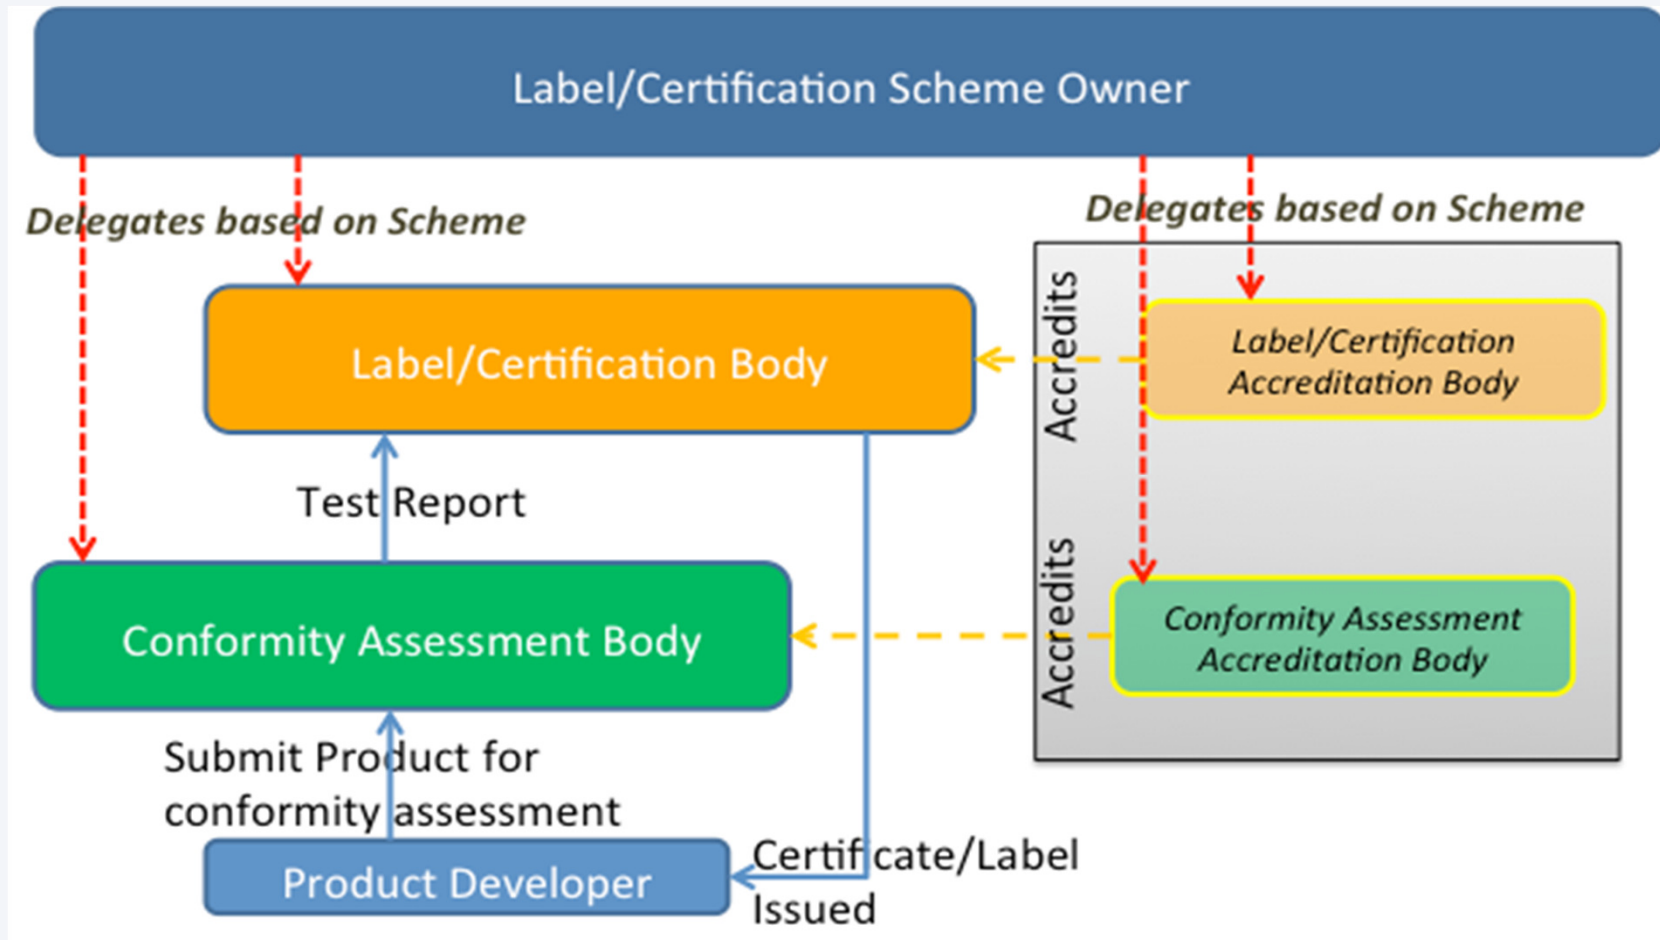 Label/Certification Scheme Owner
Delegates based on Scheme
Delegates based on Scheme
Label/Certification Body
Accredits
Label/Certification
Accreditation Body
Test Report
Conformity Assessment Body
Accredits
Conformity Assessment
Accreditation Body
Submit Product for
conformity assessment
Product Developer
Certificate/Label
Issued